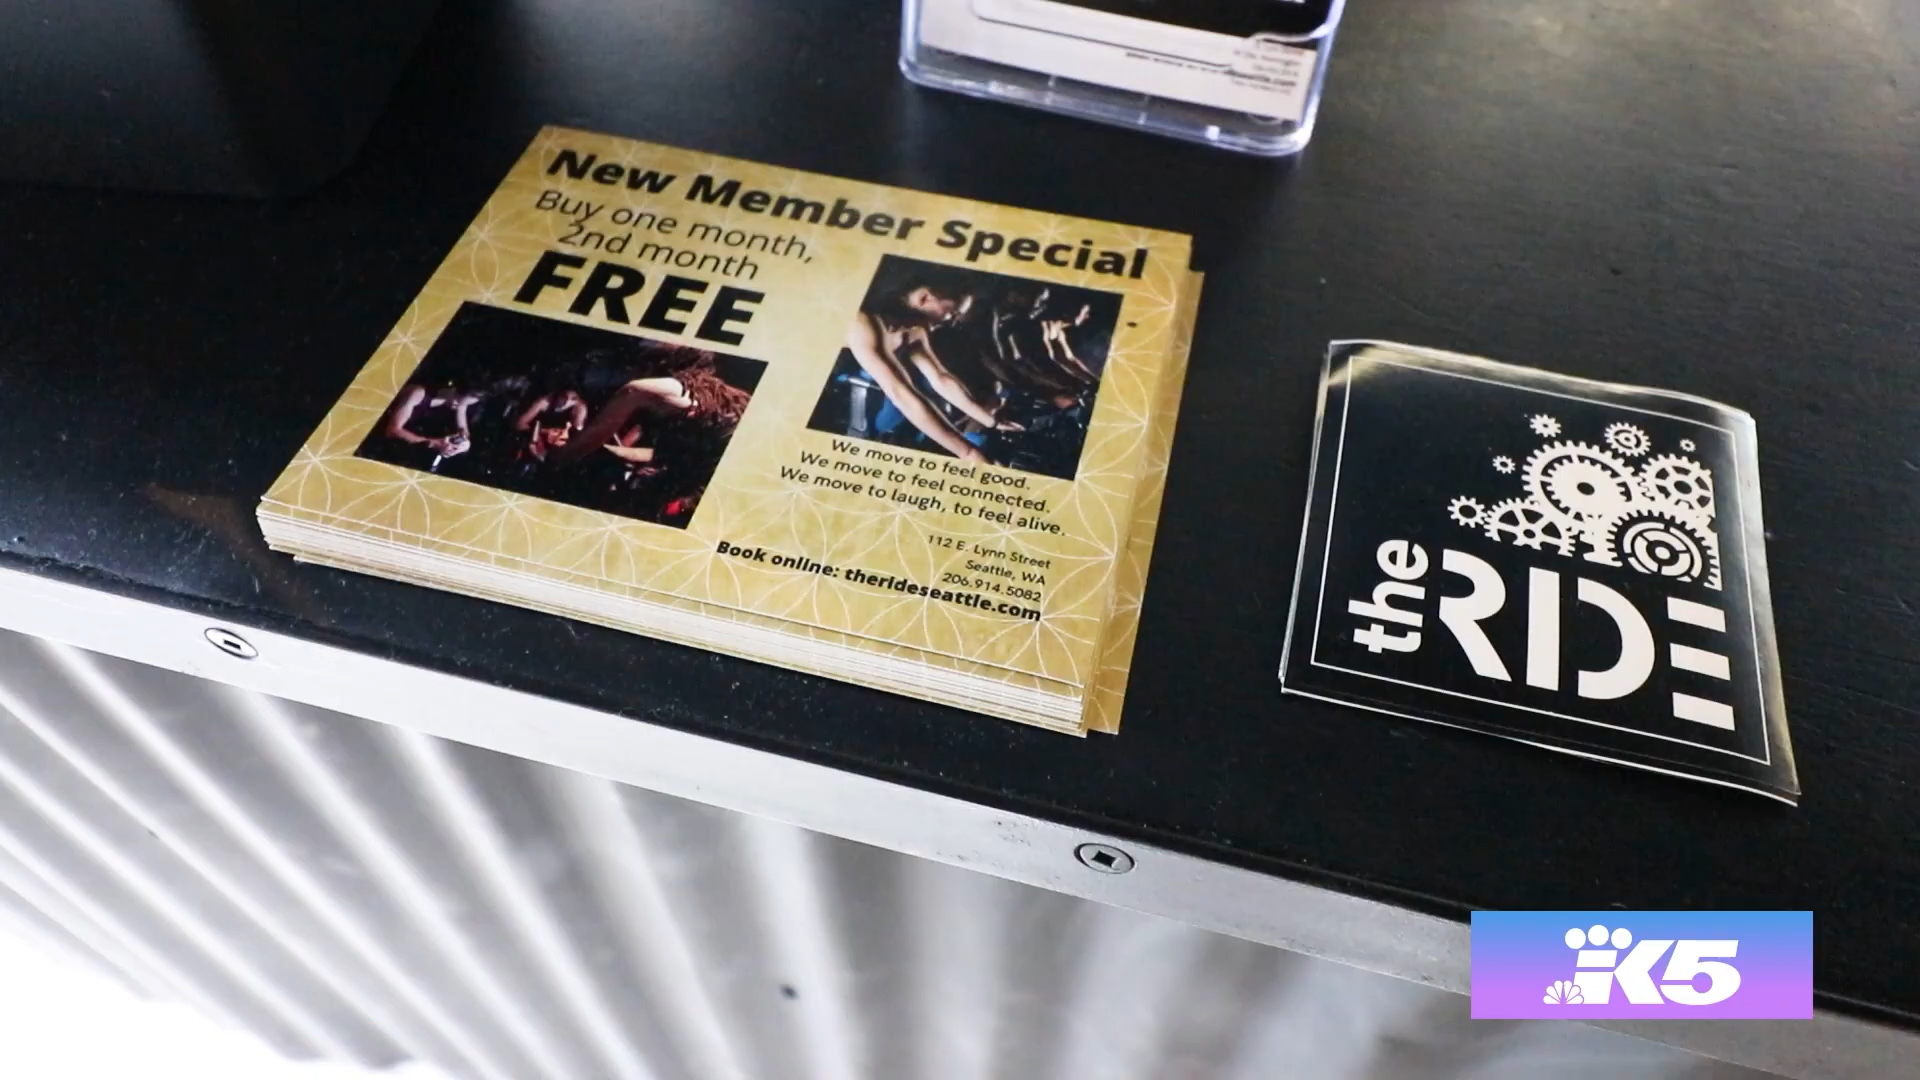 New Member Special
Buy one month,
2nd month
FREE
We move to feel good.
We move to feel connected.
We move to laugh, to feel alive.
112 E. Lynn Street
Seattle, WA
206.914.5082
Book online: therideseattle.com
the
RIDE
K5